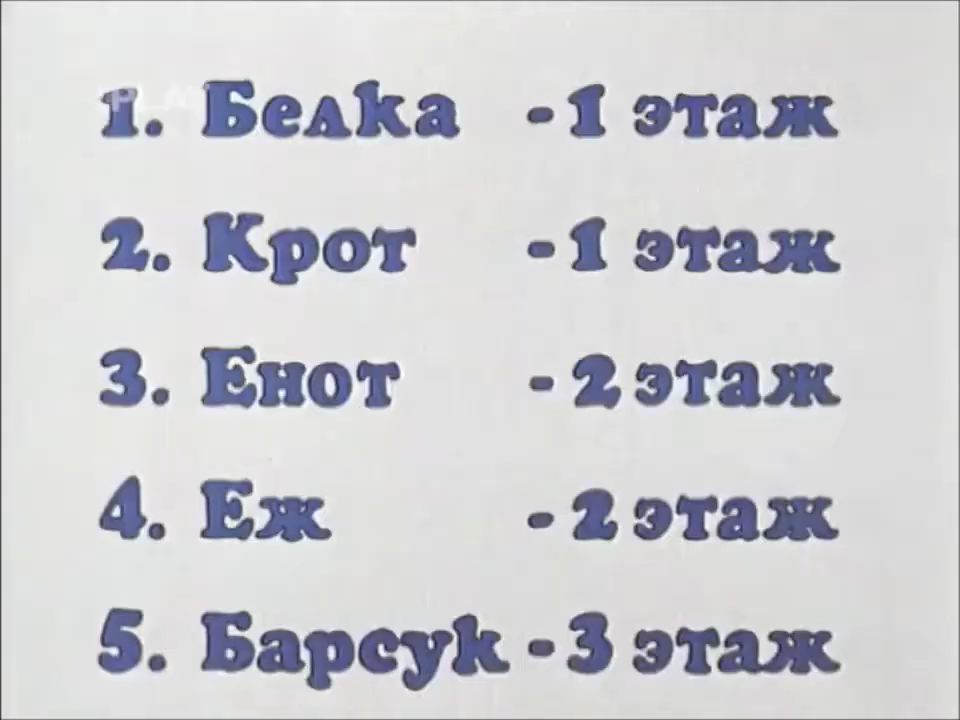 PLAY
1. Белка - 1 этаж
2. Крот - 1 этаж
3. Енот - 2 этаж
4. Еж - 2 этаж
5. Барсук - 3 этаж